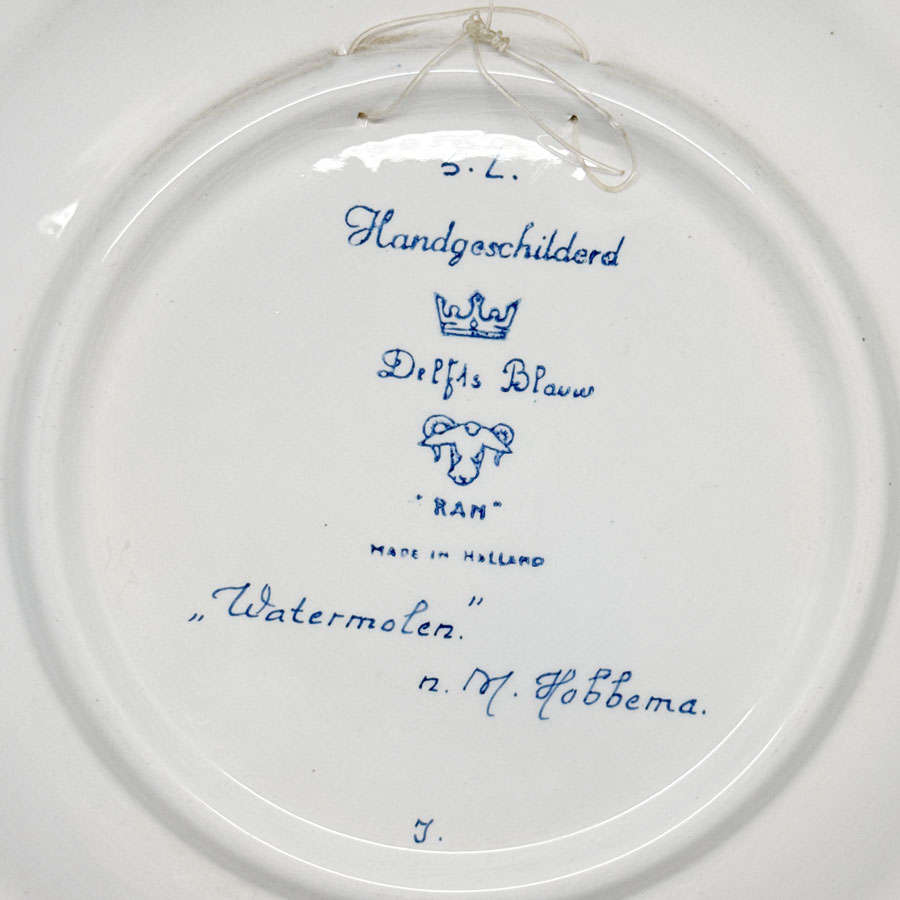 Handgeschilderd
Delfts Blauw
"RAM"
MADE IN HOLLAND
„Watermolen.”
n. M. Hobbema.
J.